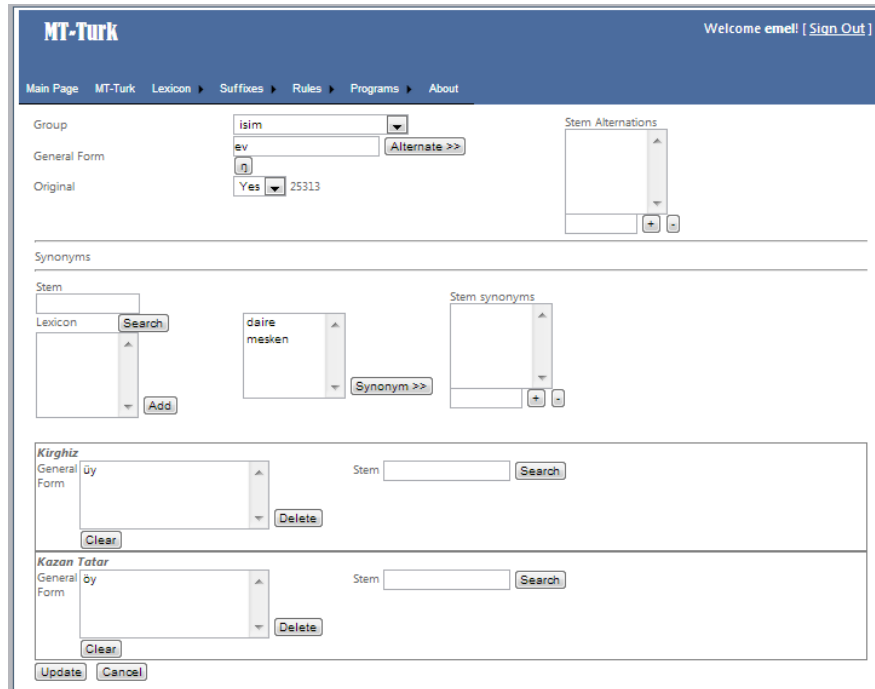 MT-Turk
Welcome emel! [ Sign Out ]
Main Page MT-Turk Lexicon Suffixes Rules Programs About
Group isim Stem Alternations
General Form ev Alternate >>
ŋ
Original Yes 25313
+ -
Synonyms
Stem Stem synonyms
Lexicon Search
daire
mesken
Synonym >>
+ -
Add
Kirghiz
General Form üy Stem Search
Delete
Clear
Kazan Tatar
General Form öy Stem Search
Delete
Clear
Update Cancel